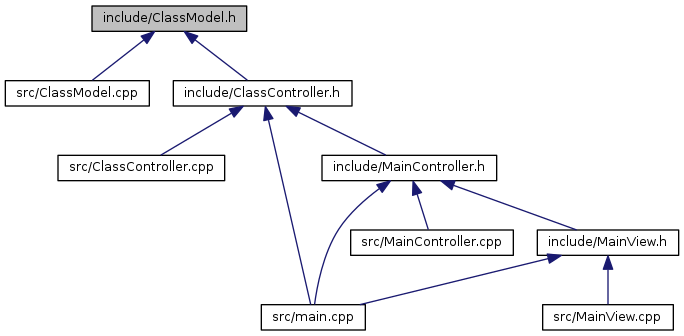 include/ClassModel.h
src/ClassModel.cpp
include/ClassController.h
src/ClassController.cpp
include/MainController.h
src/MainController.cpp
include/MainView.h
src/main.cpp
src/MainView.cpp